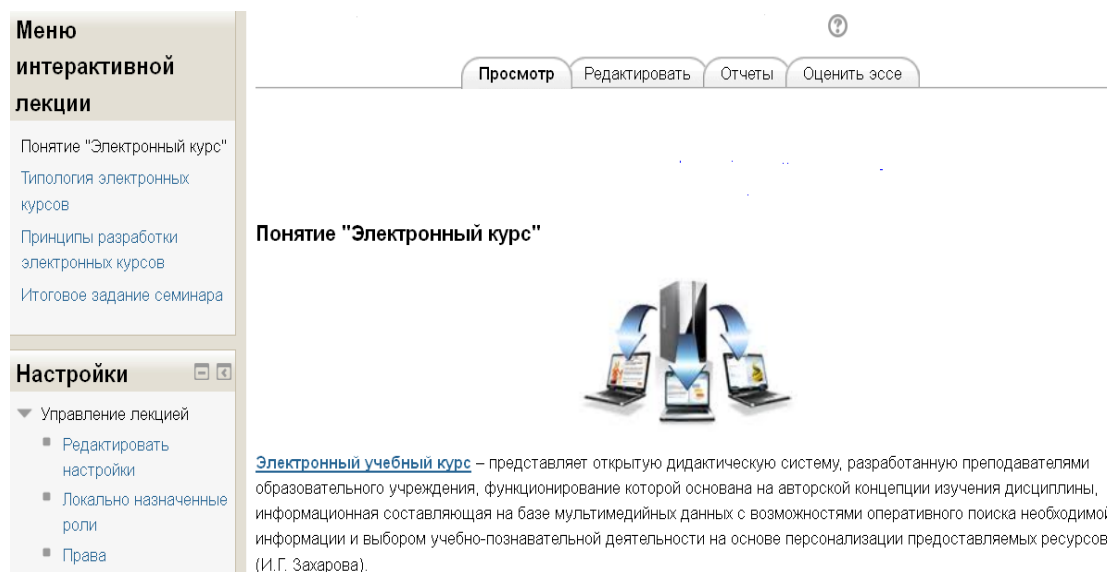 Меню
интерактивной
лекции
Понятие "Электронный курс"
Типология электронных
курсов
Принципы разработки
электронных курсов
Итоговое задание семинара
Настройки
Управление лекцией
Редактировать
настройки
Локально назначенные
роли
Права
?
Просмотр Редактировать Отчеты Оценить эссе
Понятие "Электронный курс"
Электронный учебный курс – представляет открытую дидактическую систему, разработанную преподавателями
образовательного учреждения, функционирование которой основана на авторской концепции изучения дисциплины,
информационная составляющая на базе мультимедийных данных с возможностями оперативного поиска необходимой
информации и выбором учебно-познавательной деятельности на основе персонализации предоставляемых ресурсов
(И.Г. Захарова).